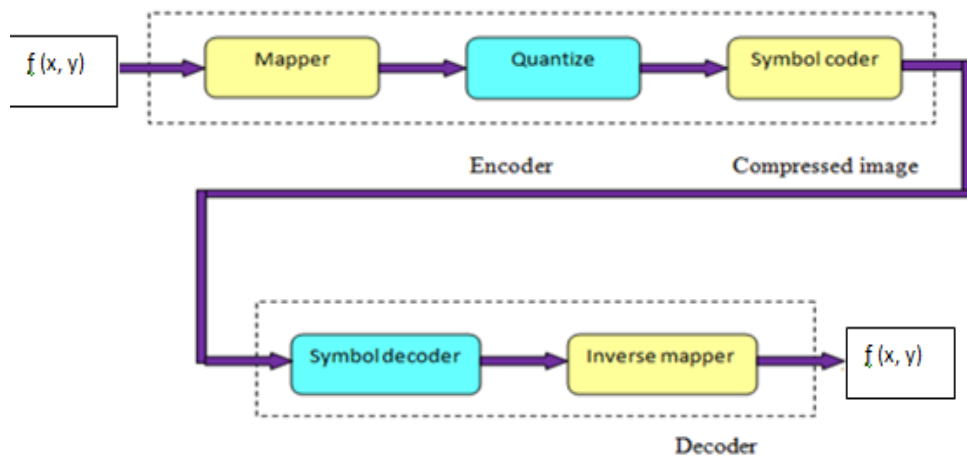 f (x, y)
Mapper
Quantize
Symbol coder
Encoder
Compressed image
Symbol decoder
Inverse mapper
f (x, y)
Decoder